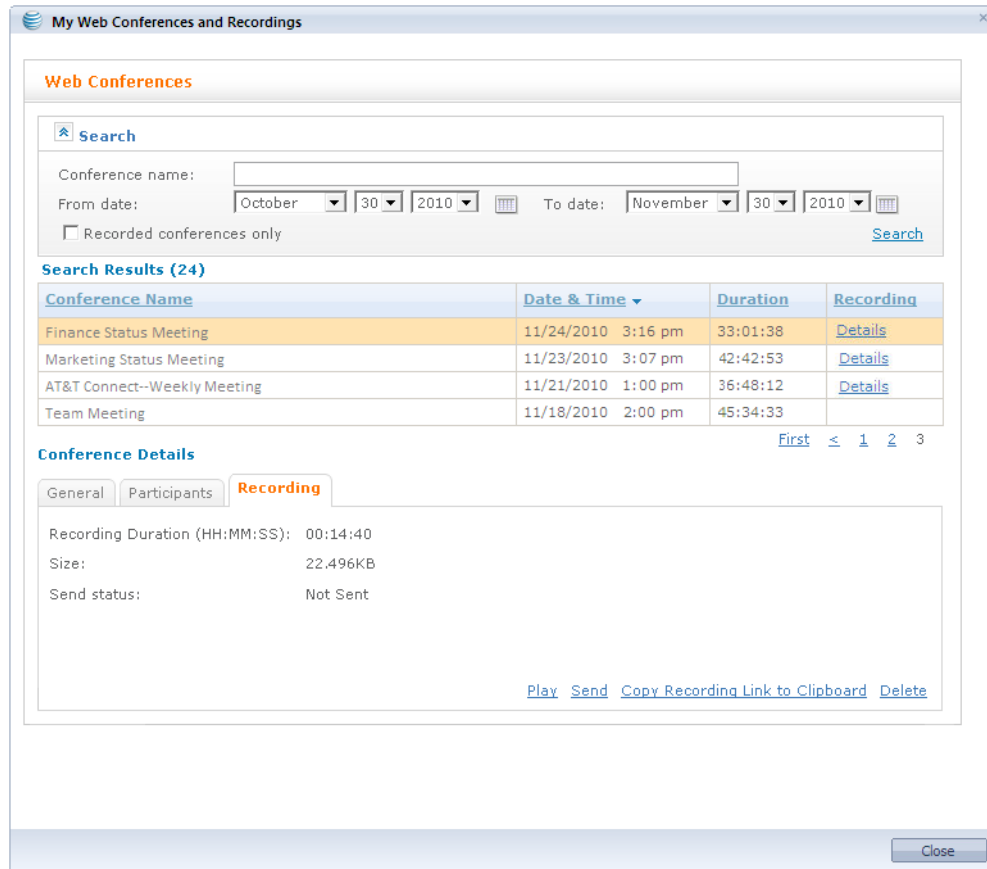 My Web Conferences and Recordings
Web Conferences
Search
Conference name:
From date: October 30 2010 To date: November 30 2010
Recorded conferences only Search
Search Results (24)
Conference Name Date & Time Duration Recording
Finance Status Meeting 11/24/2010 3:16 pm 33:01:38 Details
Marketing Status Meeting 11/23/2010 3:07 pm 42:42:53 Details
AT&T Connect--Weekly Meeting 11/21/2010 1:00 pm 36:48:12 Details
Team Meeting 11/18/2010 2:00 pm 45:34:33
First < 1 2 3
Conference Details
General Participants Recording
Recording Duration (HH:MM:SS): 00:14:40
Size: 22.496KB
Send status: Not Sent
Play Send Copy Recording Link to Clipboard Delete
Close